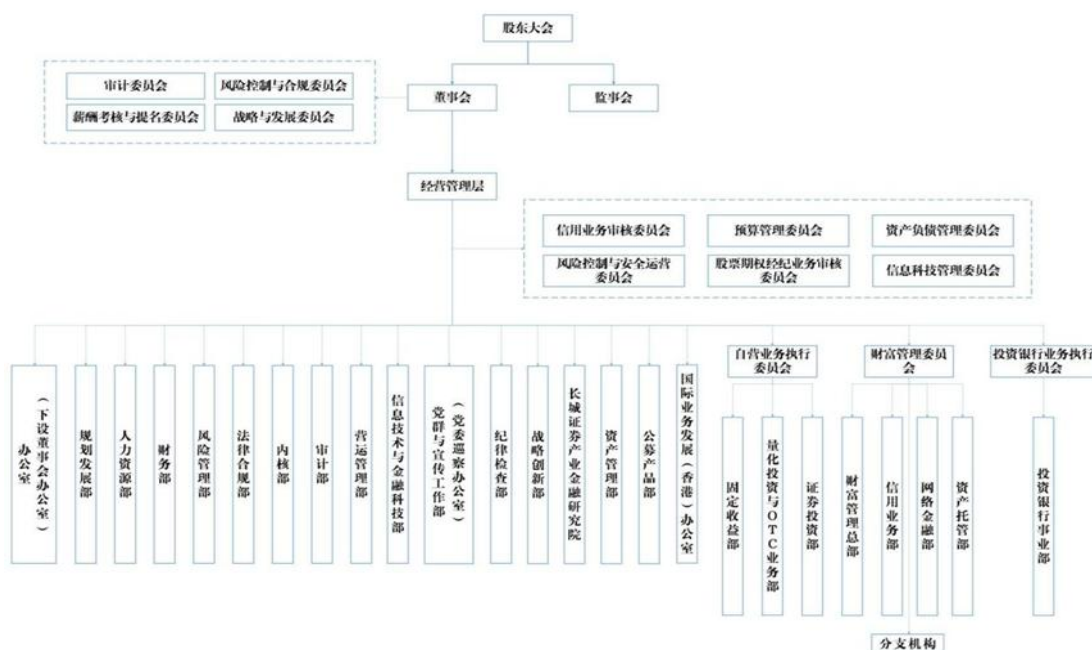 股东大会
审计委员会
风险控制与合规委员会
薪酬考核与提名委员会
战略与发展委员会
董事会
监事会
经营管理层
信用业务审核委员会
预算管理委员会
资产负债管理委员会
风险控制与安全运营
委员会
股票期权经纪业务审核
委员会
信息科技管理委员会
自营业务执行
委员会
财富管理委员
会
投资银行业务执行
委员会
办公室
（下设董事会办公室）
规划发展部
人力资源部
财务部
风险管理部
法律合规部
内核部
审计部
营运管理部
信息技术与金融科技部
党群与宣传工作部
（党委巡察办公室）
纪律检查部
战略创新部
长城证券产业金融研究院
资产管理部
公募产品部
国际业务发展（香港）办公室
固定收益部
量化投资与OTC业务部
证券投资部
财富管理总部
信用业务部
网络金融部
资产托管部
投资银行事业部
分支机构